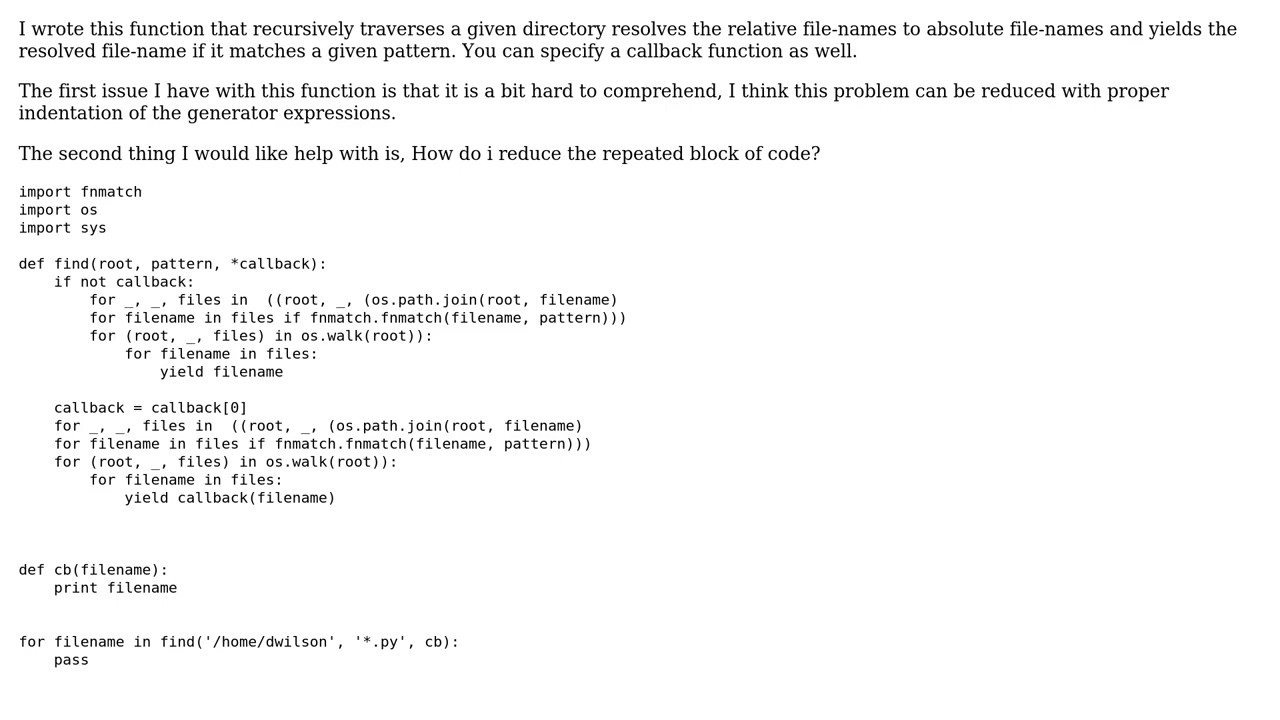 I wrote this function that recursively traverses a given directory resolves the relative file-names to absolute file-names and yields the
resolved file-name if it matches a given pattern. You can specify a callback function as well.
The first issue I have with this function is that it is a bit hard to comprehend, I think this problem can be reduced with proper
indentation of the generator expressions.
The second thing I would like help with is, How do i reduce the repeated block of code?
import fnmatch
import os
import sys
def find(root, pattern, *callback):
    if not callback:
        for _, _, files in  ((root, _, (os.path.join(root, filename)
        for filename in files if fnmatch.fnmatch(filename, pattern)))
        for (root, _, files) in os.walk(root)):
            for filename in files:
                yield filename
    callback = callback[0]
    for _, _, files in  ((root, _, (os.path.join(root, filename)
    for filename in files if fnmatch.fnmatch(filename, pattern)))
    for (root, _, files) in os.walk(root)):
        for filename in files:
            yield callback(filename)
def cb(filename):
    print filename
for filename in find('/home/dwilson', '*.py', cb):
    pass